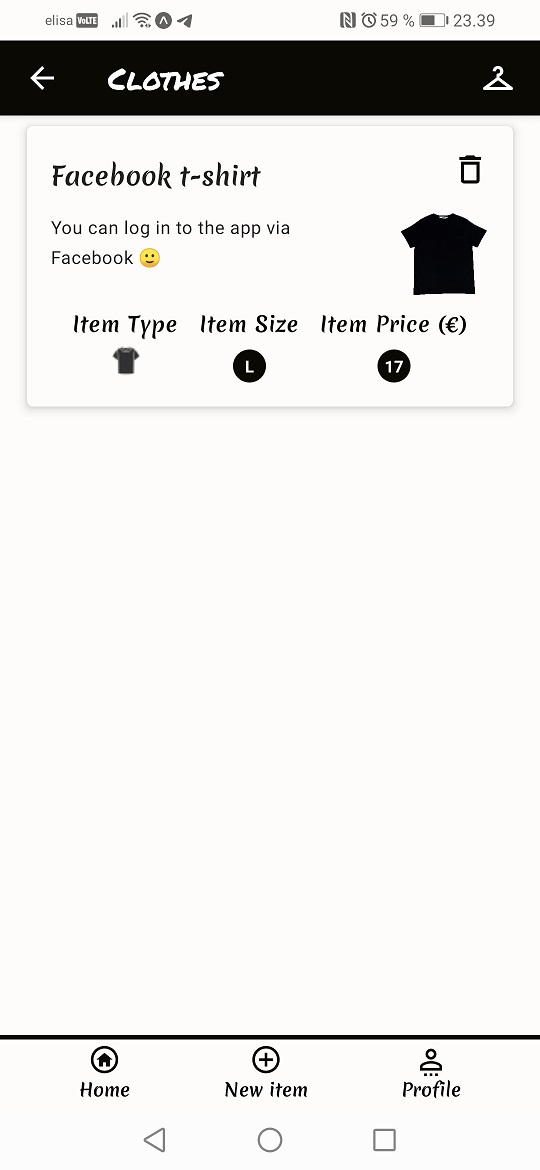 elisa VoLTE 59 % 23.39
Clothes
Facebook t-shirt
You can log in to the app via
Facebook 🙂
Item Type Item Size Item Price (€)
L 17
Home New item Profile